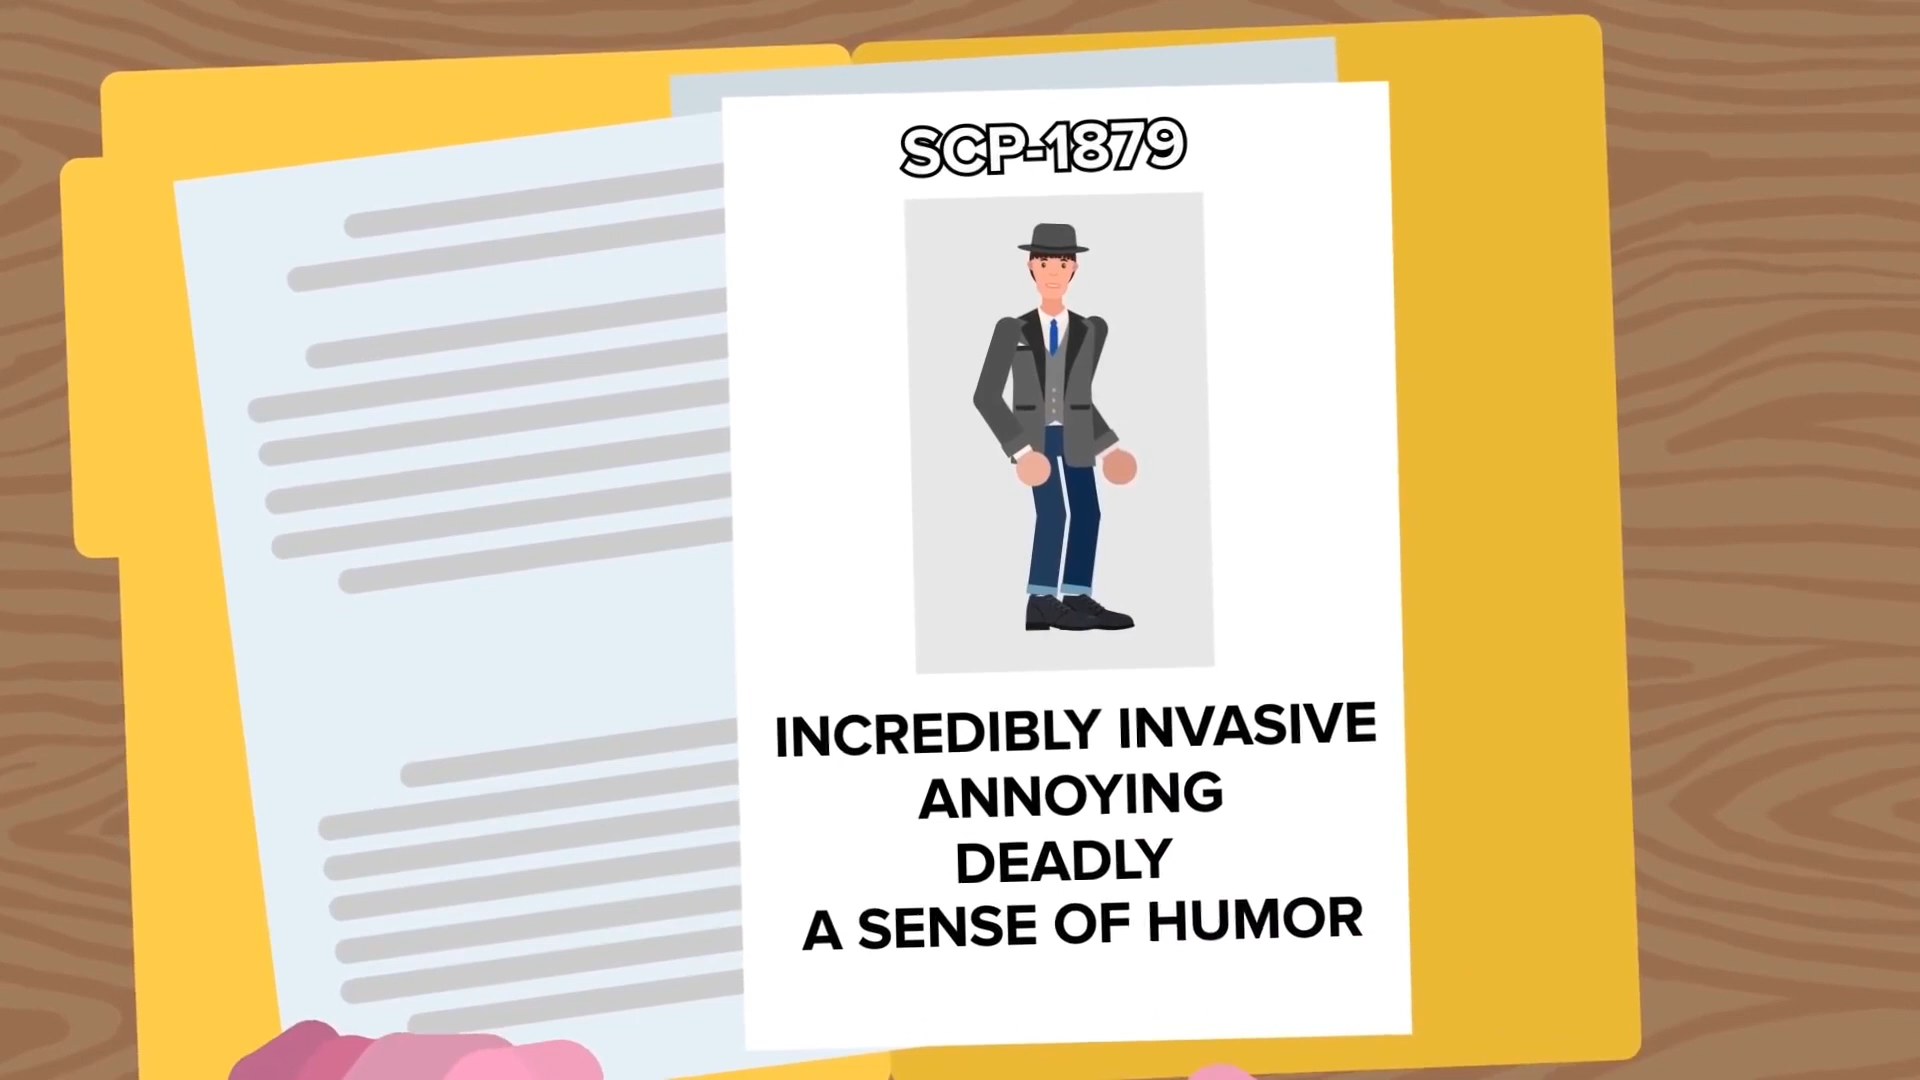 SCP-1879
INCREDIBLY INVASIVE
ANNOYING
DEADLY
A SENSE OF HUMOR